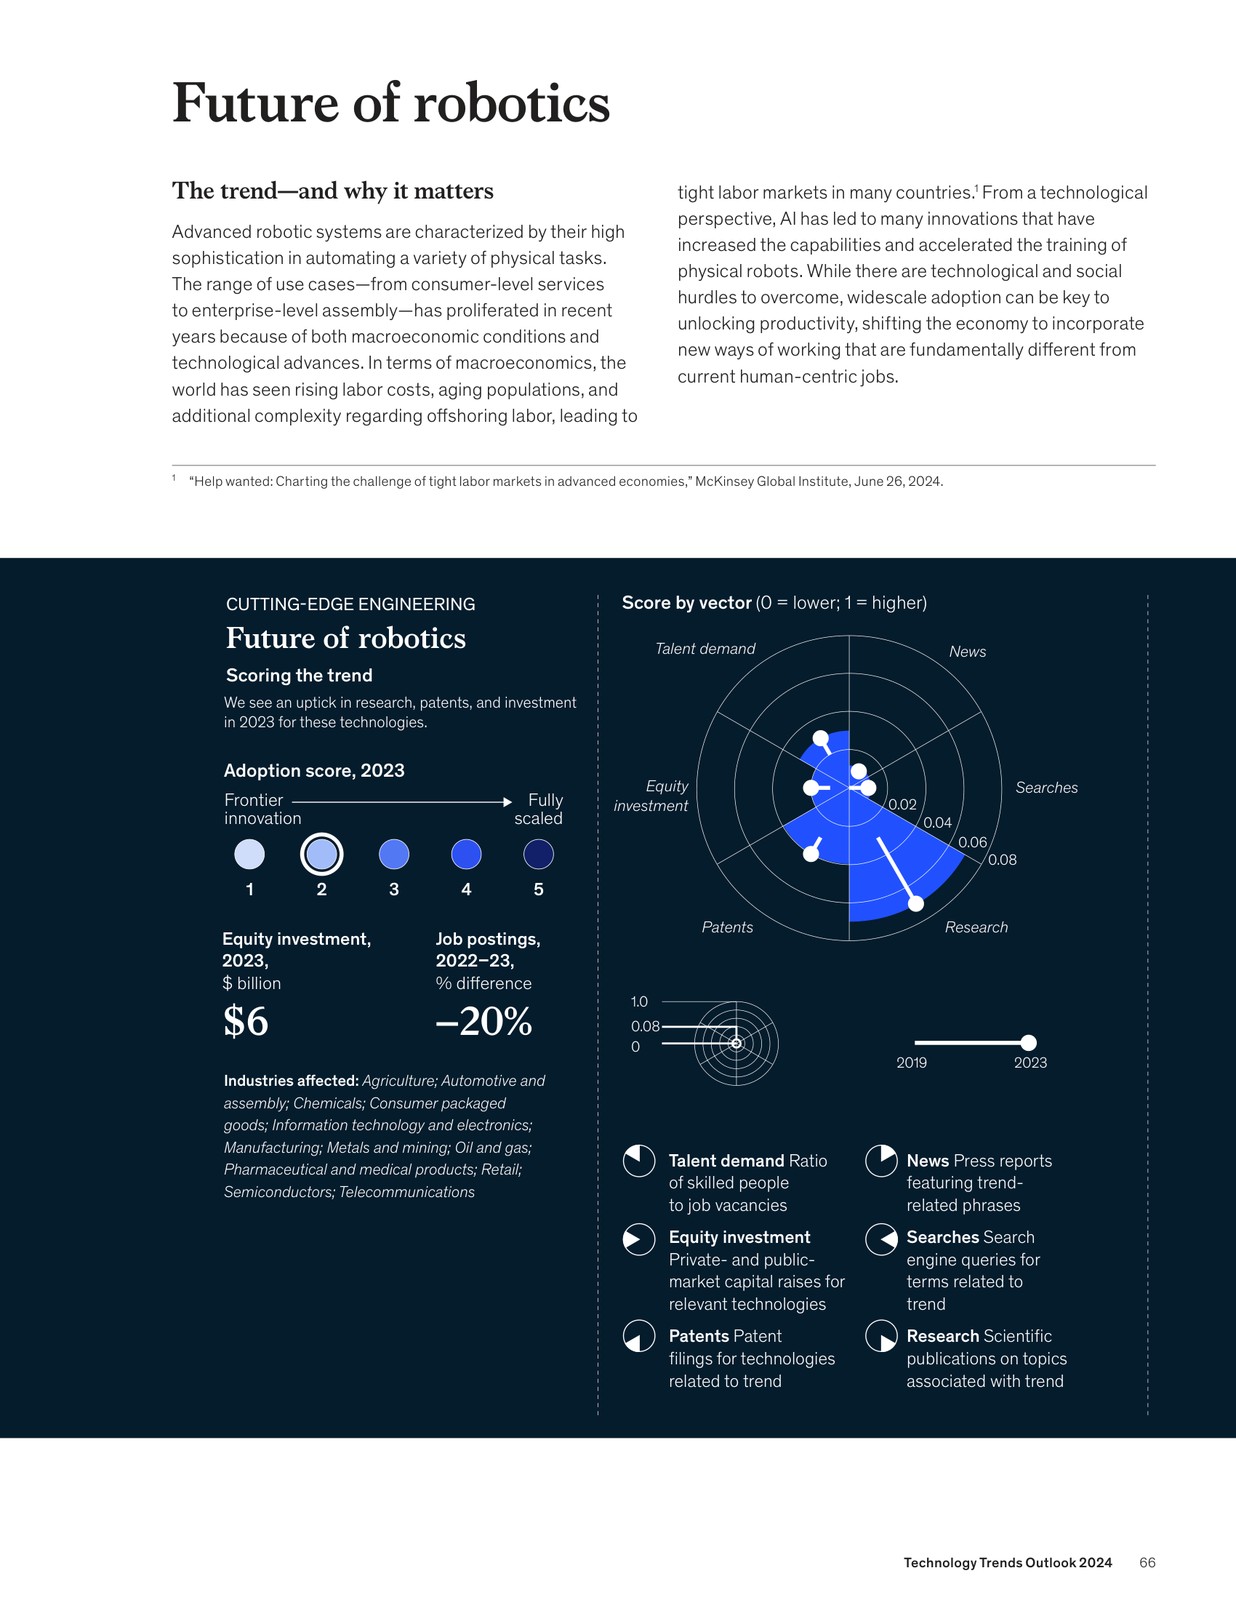 Future of robotics
The trend—and why it matters
Advanced robotic systems are characterized by their high
sophistication in automating a variety of physical tasks.
The range of use cases—from consumer-level services
to enterprise-level assembly—has proliferated in recent
years because of both macroeconomic conditions and
technological advances. In terms of macroeconomics, the
world has seen rising labor costs, aging populations, and
additional complexity regarding offshoring labor, leading to
tight labor markets in many countries.¹ From a technological
perspective, AI has led to many innovations that have
increased the capabilities and accelerated the training of
physical robots. While there are technological and social
hurdles to overcome, widescale adoption can be key to
unlocking productivity, shifting the economy to incorporate
new ways of working that are fundamentally different from
current human-centric jobs.
¹ “Help wanted: Charting the challenge of tight labor markets in advanced economies,” McKinsey Global Institute, June 26, 2024.
CUTTING-EDGE ENGINEERING
Future of robotics
Scoring the trend
We see an uptick in research, patents, and investment
in 2023 for these technologies.
Adoption score, 2023
Frontier
innovation
Fully
scaled
1 2 3 4 5
Equity investment,
2023,
$ billion
$6
Job postings,
2022–23,
% difference
–20%
Industries affected: Agriculture; Automotive and
assembly; Chemicals; Consumer packaged
goods; Information technology and electronics;
Manufacturing; Metals and mining; Oil and gas;
Pharmaceutical and medical products; Retail;
Semiconductors; Telecommunications
Score by vector (0 = lower; 1 = higher)
Talent demand
News
Equity
investment
Searches
0.02
0.04
0.06
0.08
Patents
Research
1.0
0.08
0
2019
2023
Talent demand Ratio
of skilled people
to job vacancies
News Press reports
featuring trend-
related phrases
Equity investment
Private- and public-
market capital raises for
relevant technologies
Searches Search
engine queries for
terms related to
trend
Patents Patent
filings for technologies
related to trend
Research Scientific
publications on topics
associated with trend
Technology Trends Outlook 2024 66